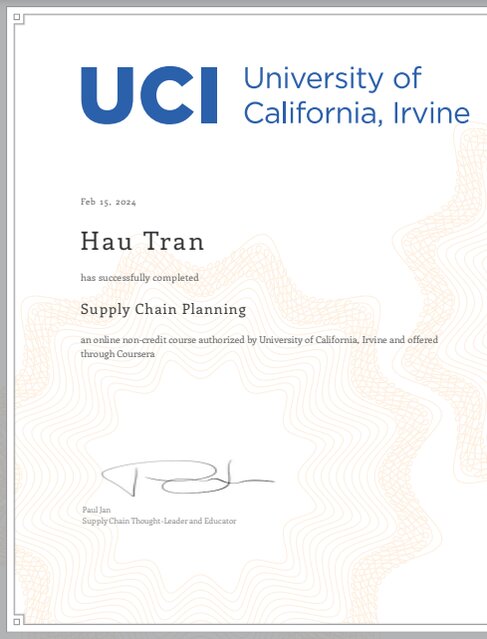 UCI University of
California, Irvine
Feb 15, 2024
Hau Tran
has successfully completed
Supply Chain Planning
an online non-credit course authorized by University of California, Irvine and offered
through Coursera
Paul Jan
Supply Chain Thought-Leader and Educator